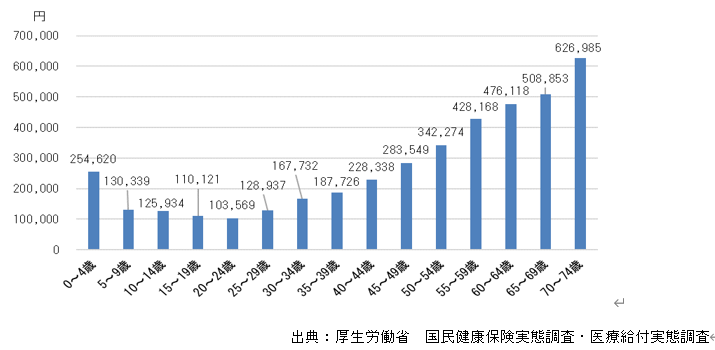 円
700,000
600,000
500,000
400,000
300,000
200,000
100,000
0
254,620
130,339
125,934
110,121
103,569
128,937
167,732
187,726
228,338
283,549
342,274
428,168
476,118
508,853
626,985
0～4歳
5～9歳
10～14歳
15～19歳
20～24歳
25～29歳
30～34歳
35～39歳
40～44歳
45～49歳
50～54歳
55～59歳
60～64歳
65～69歳
70～74歳
出典：厚生労働省　国民健康保険実態調査・医療給付実態調査